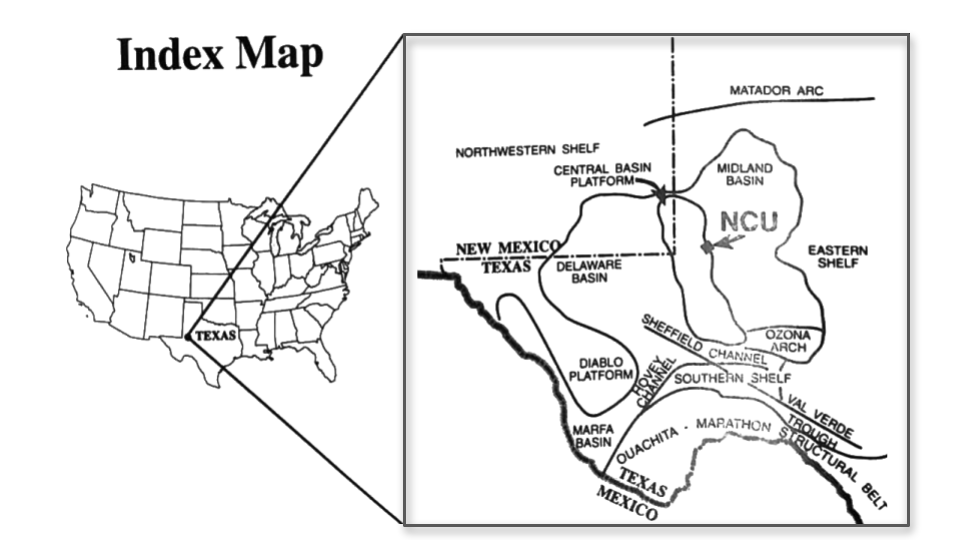 Index Map
TEXAS
MATADOR ARC
NORTHWESTERN SHELF
CENTRAL BASIN
PLATFORM
MIDLAND
BASIN
NCU
NEW MEXICO
TEXAS
DELAWARE
BASIN
EASTERN
SHELF
SHEFFIELD CHANNEL
OZONA
ARCH
DIABLO
PLATFORM
HOVEY
CHANNEL
SOUTHERN SHELF
VAL VERDE
TROUGH
MARFA
BASIN
OUACHITA - MARATHON STRUCTURAL BELT
TEXAS
MEXICO